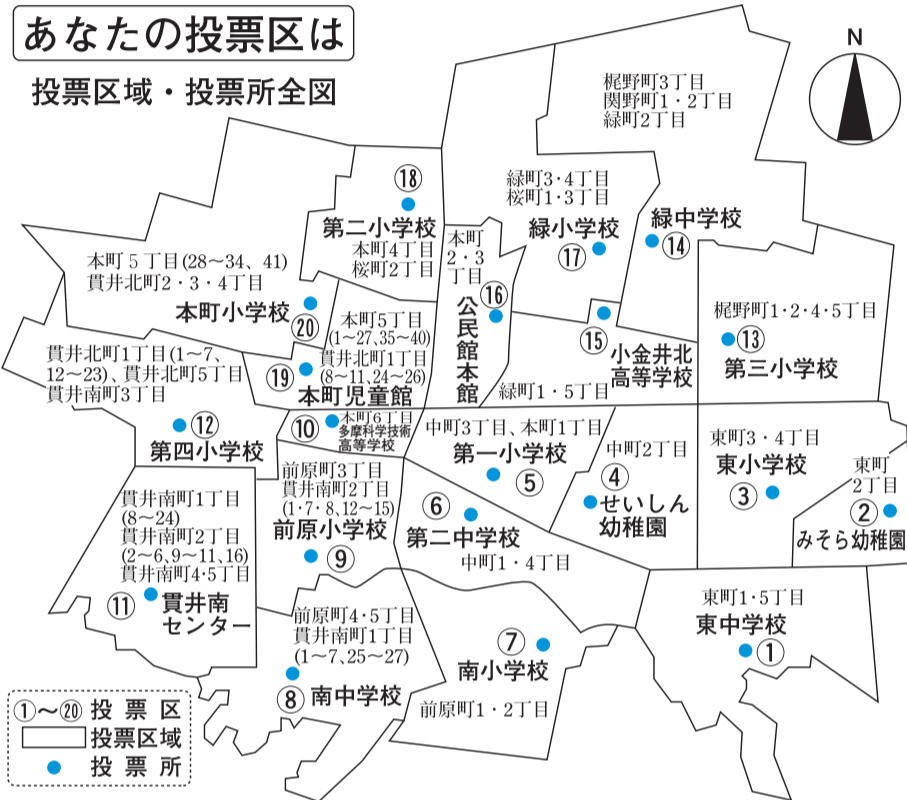 あなたの投票区は
投票区域・投票所全図
N
梶野町3丁目
関野町1・2丁目
緑町2丁目
緑中学校
⑭
⑱
第二小学校
本町4丁目
桜町2丁目
緑町3・4丁目
桜町1・3丁目
緑小学校
⑰
本町
2・3
丁目
⑯
公民館本館
本町5丁目(28〜34、41)
貫井北町2・3・4丁目
本町小学校
⑳
梶野町1・2・4・5丁目
⑬
第三小学校
⑮
小金井北
高等学校
緑町1・5丁目
本町5丁目
(1〜27、35〜40)
貫井北町1丁目
(8〜11、24〜26)
⑲
本町児童館
貫井北町1丁目(1〜7、
12〜23)、貫井北町5丁目
貫井南町3丁目
⑫
第四小学校
⑩
本町6丁目
多摩科学技術
高等学校
中町3丁目、本町1丁目
第一小学校
⑤
中町2丁目
④
せいしん
幼稚園
東町3・4丁目
東小学校
③
東町
2丁目
②
みそら幼稚園
前原町3丁目
貫井南町2丁目
(1・7・8、12〜15)
前原小学校
⑨
⑥
第二中学校
中町1・4丁目
貫井南町1丁目
(8〜24)
貫井南町2丁目
(2〜6、9〜11、16)
貫井南町4・5丁目
⑪
貫井南
センター
前原町4・5丁目
貫井南町1丁目
(1〜7、25〜27)
⑧
南中学校
⑦
南小学校
前原町1・2丁目
東町1・5丁目
東中学校
①
①〜⑳ 投票区
投票区域
投票所